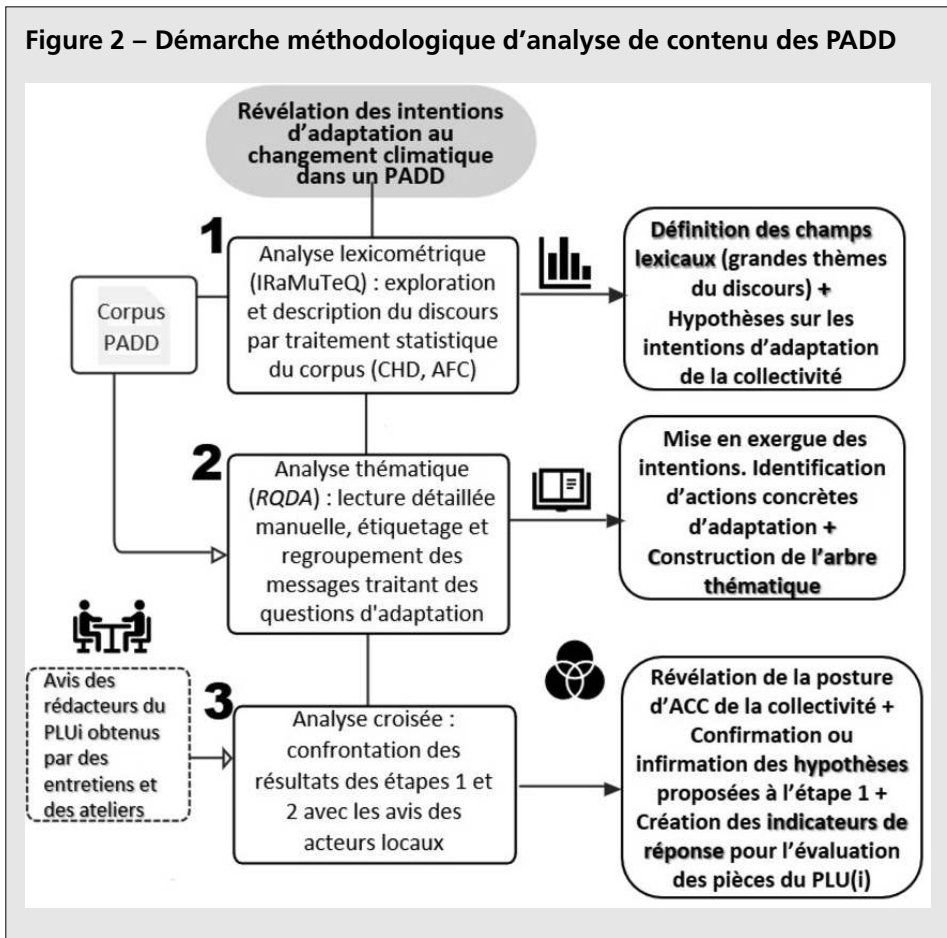 Figure 2 – Démarche méthodologique d'analyse de contenu des PADD
Révélation des intentions
d'adaptation au
changement climatique
dans un PADD
1
Analyse lexicométrique
(IRaMuTeQ) : exploration
et description du discours
par traitement statistique
du corpus (CHD, AFC)
Définition des champs
lexicaux (grandes thèmes
du discours) +
Hypothèses sur les
intentions d'adaptation
de la collectivité
Corpus
PADD
2
Analyse thématique
(RQDA) : lecture détaillée
manuelle, étiquetage et
regroupement des
messages traitant des
questions d'adaptation
Mise en exergue des
intentions. Identification
d'actions concrètes
d'adaptation +
Construction de l'arbre
thématique
Avis des
rédacteurs du
PLUi obtenus
par des
entretiens et
des ateliers
3
Analyse croisée :
confrontation des
résultats des étapes 1 et
2 avec les avis des
acteurs locaux
Révélation de la posture
d'ACC de la collectivité +
Confirmation ou
infirmation des hypothèses
proposées à l'étape 1 +
Création des indicateurs de
réponse pour l'évaluation
des pièces du PLU(i)